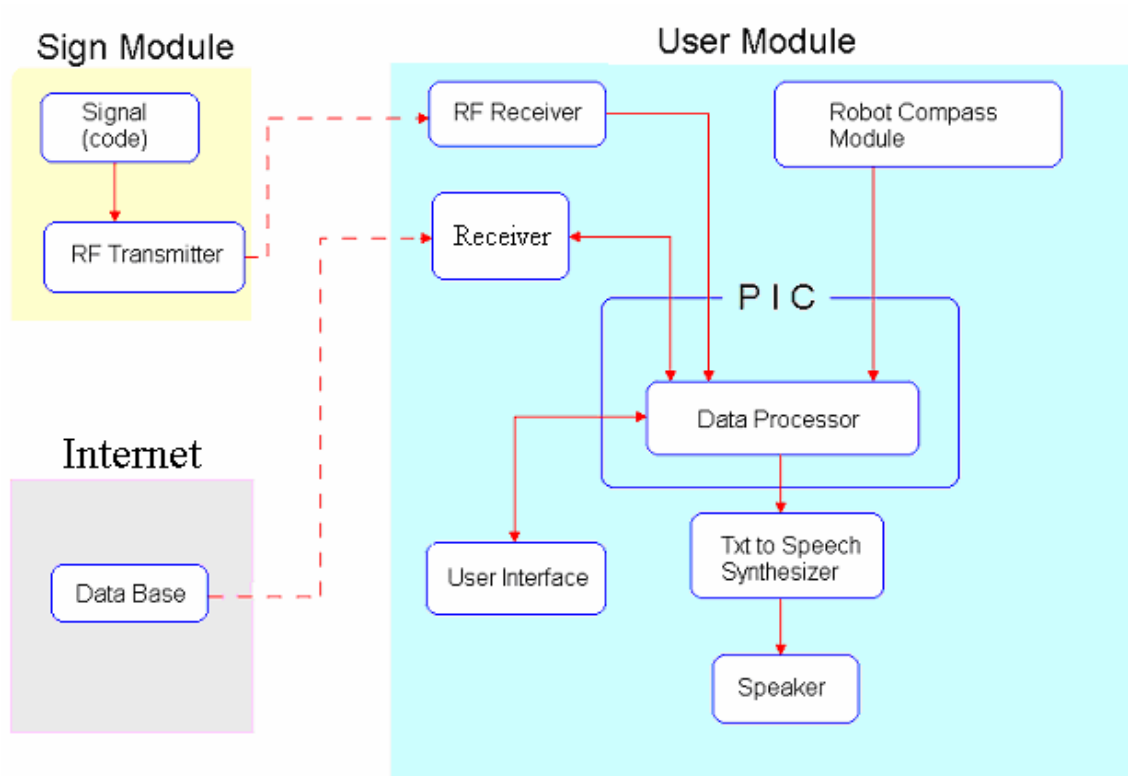 Sign Module
Signal
(code)
RF Transmitter
Internet
Data Base
User Module
RF Receiver
Robot Compass
Module
Receiver
P I C
Data Processor
User Interface
Txt to Speech
Synthesizer
Speaker